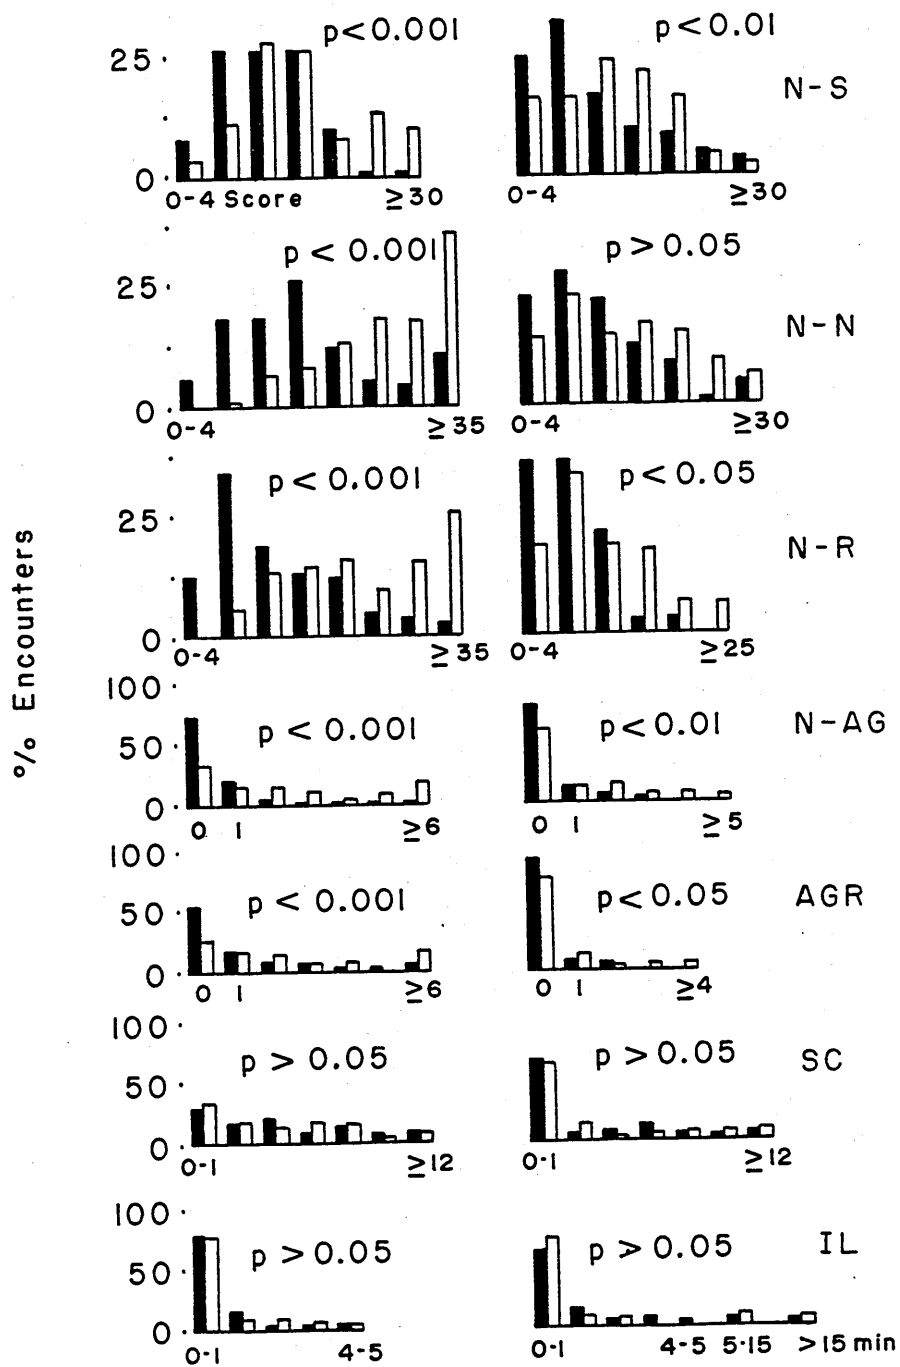 p<0.001
p<0.01
25
N-S
0
0-4 Score
≥30
0-4
≥30
p < 0.001
p > 0.05
25
N-N
0
0-4
≥35
0-4
≥30
p < 0.001
p < 0.05
25
N-R
0
0-4
≥35
0-4
≥25
% Encounters
100
p < 0.001
p < 0.01
N-AG
50
0
0
1
≥6
0
1
≥5
100
p < 0.001
p < 0.05
AGR
50
0
0
1
≥6
0
1
≥4
100
p > 0.05
p > 0.05
SC
50
0
0-1
≥12
0-1
≥12
100
p > 0.05
p > 0.05
IL
50
0
0-1
4-5
0-1
4-5
5-15
>15 min